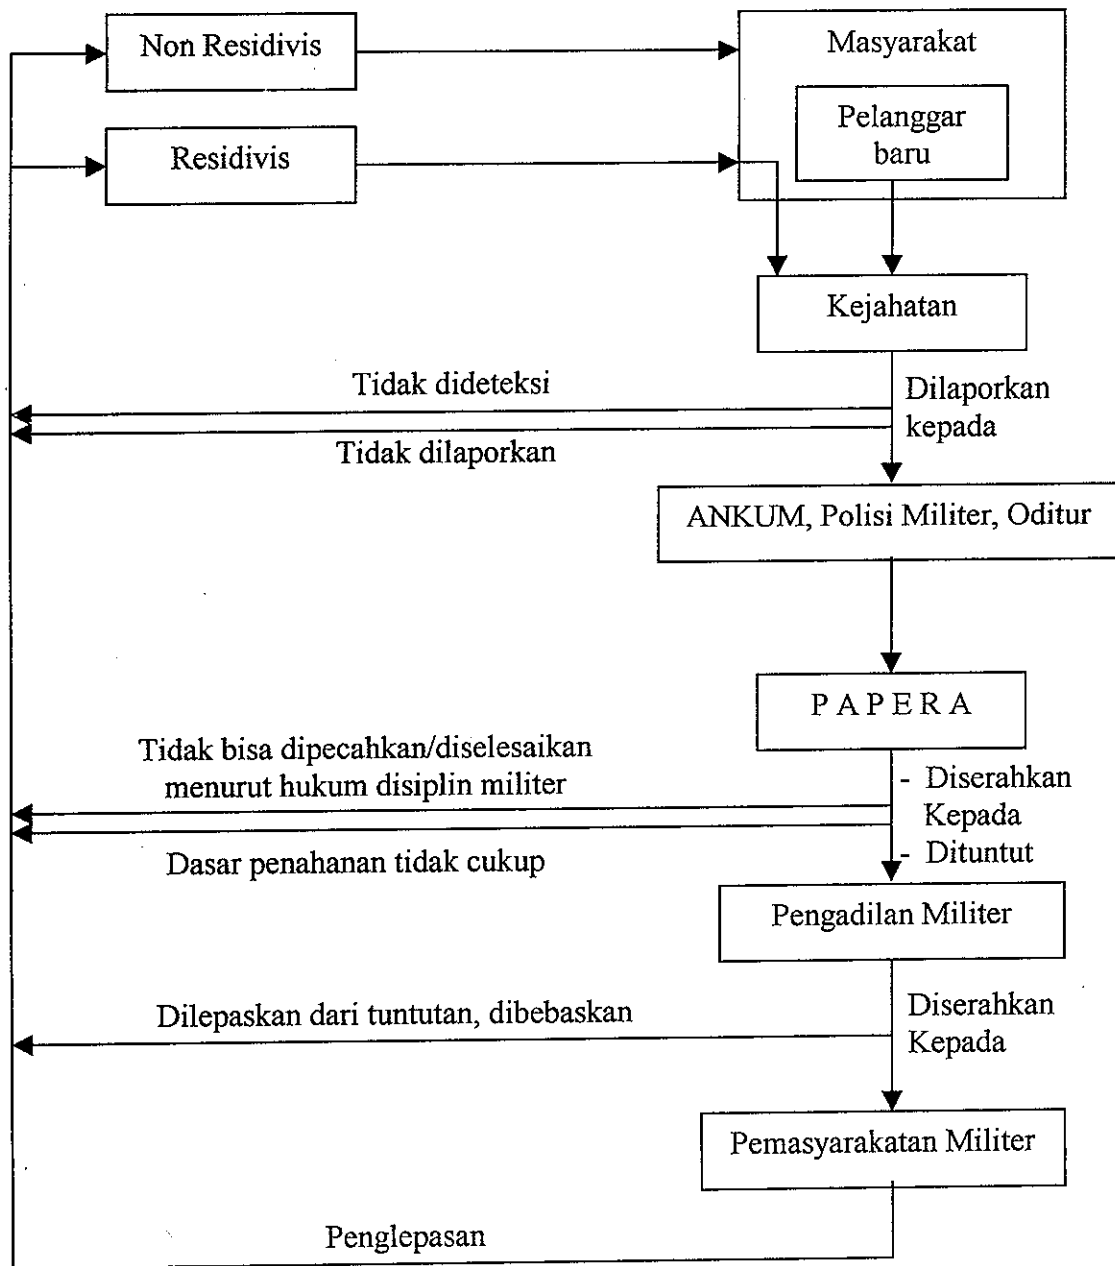 Non Residivis
Masyarakat
Pelanggar
baru
Residivis
Kejahatan
Tidak dideteksi
Dilaporkan
kepada
Tidak dilaporkan
ANKUM, Polisi Militer, Oditur
P A P E R A
Tidak bisa dipecahkan/diselesaikan
menurut hukum disiplin militer
- Diserahkan
Kepada
- Dituntut
Dasar penahanan tidak cukup
Pengadilan Militer
Dilepaskan dari tuntutan, dibebaskan
Diserahkan
Kepada
Pemasyarakatan Militer
Penglepasan